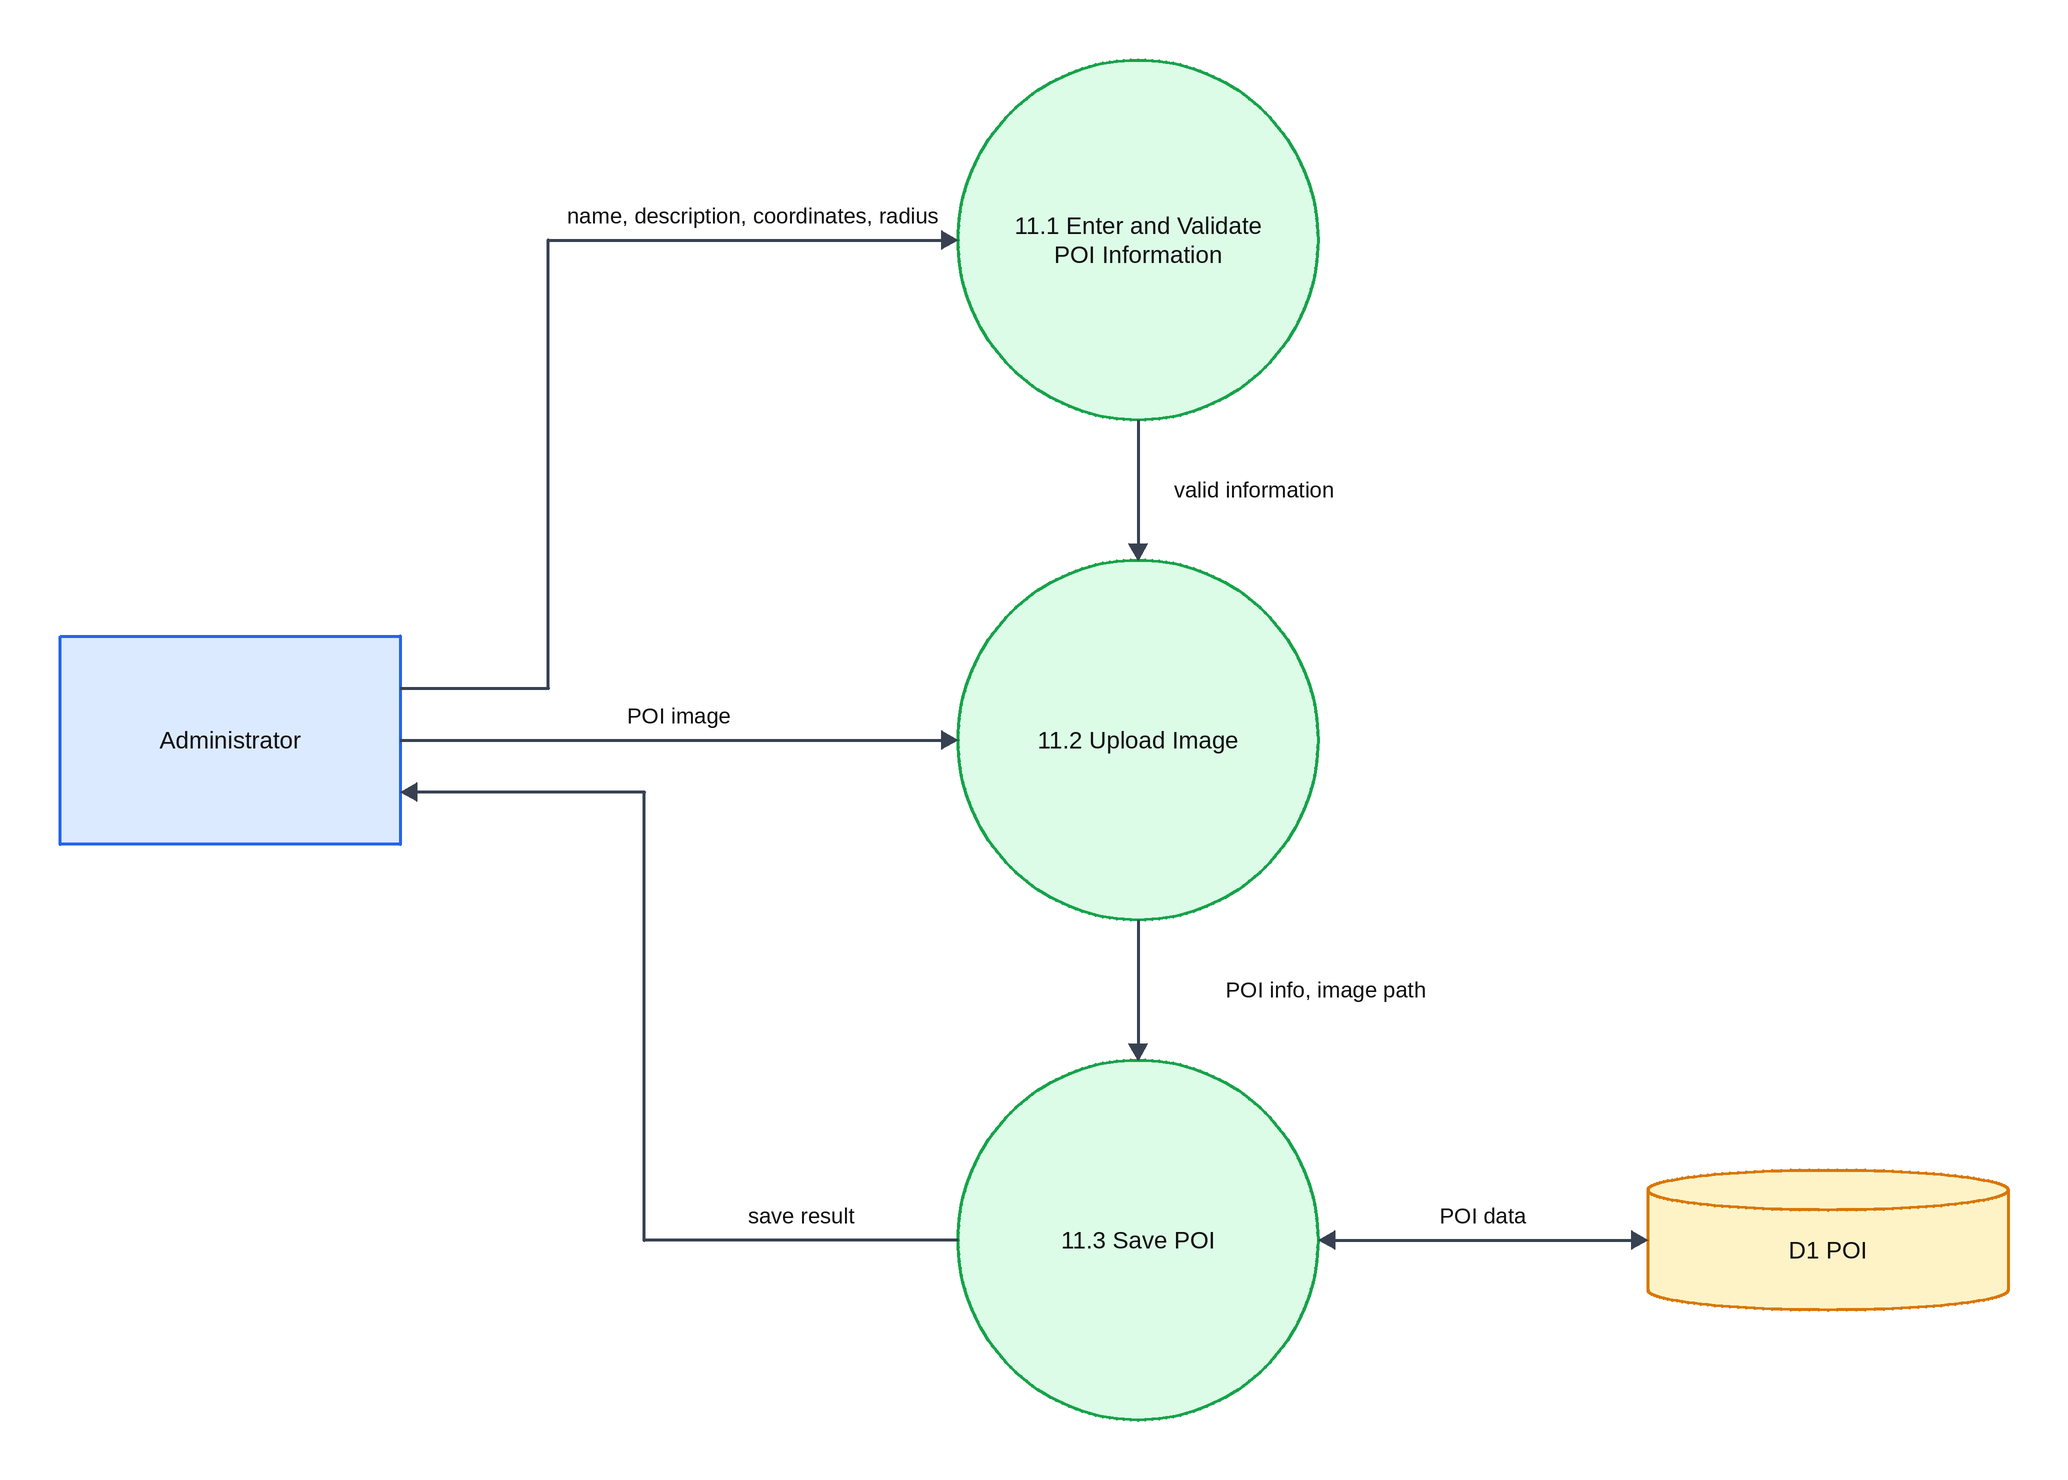 name, description, coordinates, radius
11.1 Enter and Validate
POI Information
valid information
Administrator
POI image
11.2 Upload Image
POI info, image path
save result
11.3 Save POI
POI data
D1 POI